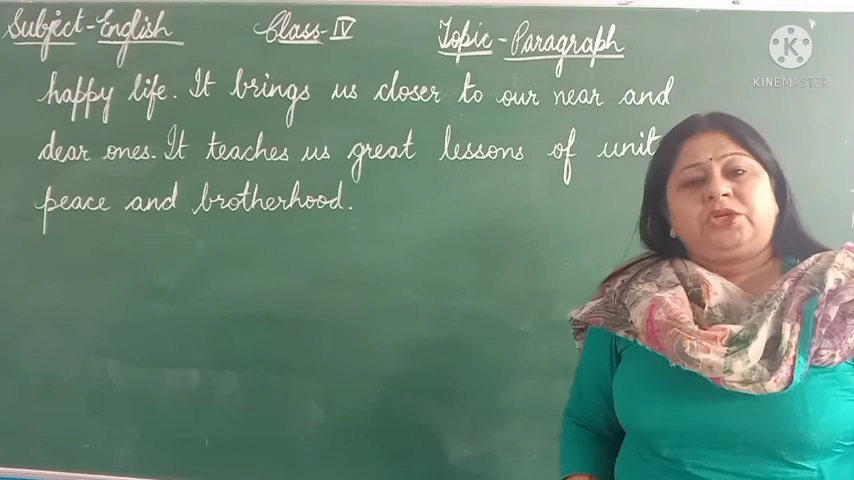 Subject-English Class-IV Topic-Paragraph
happy life. It brings us closer to our near and
dear ones. It teaches us great lessons of unit
peace and brotherhood.
K
KINEMASTER